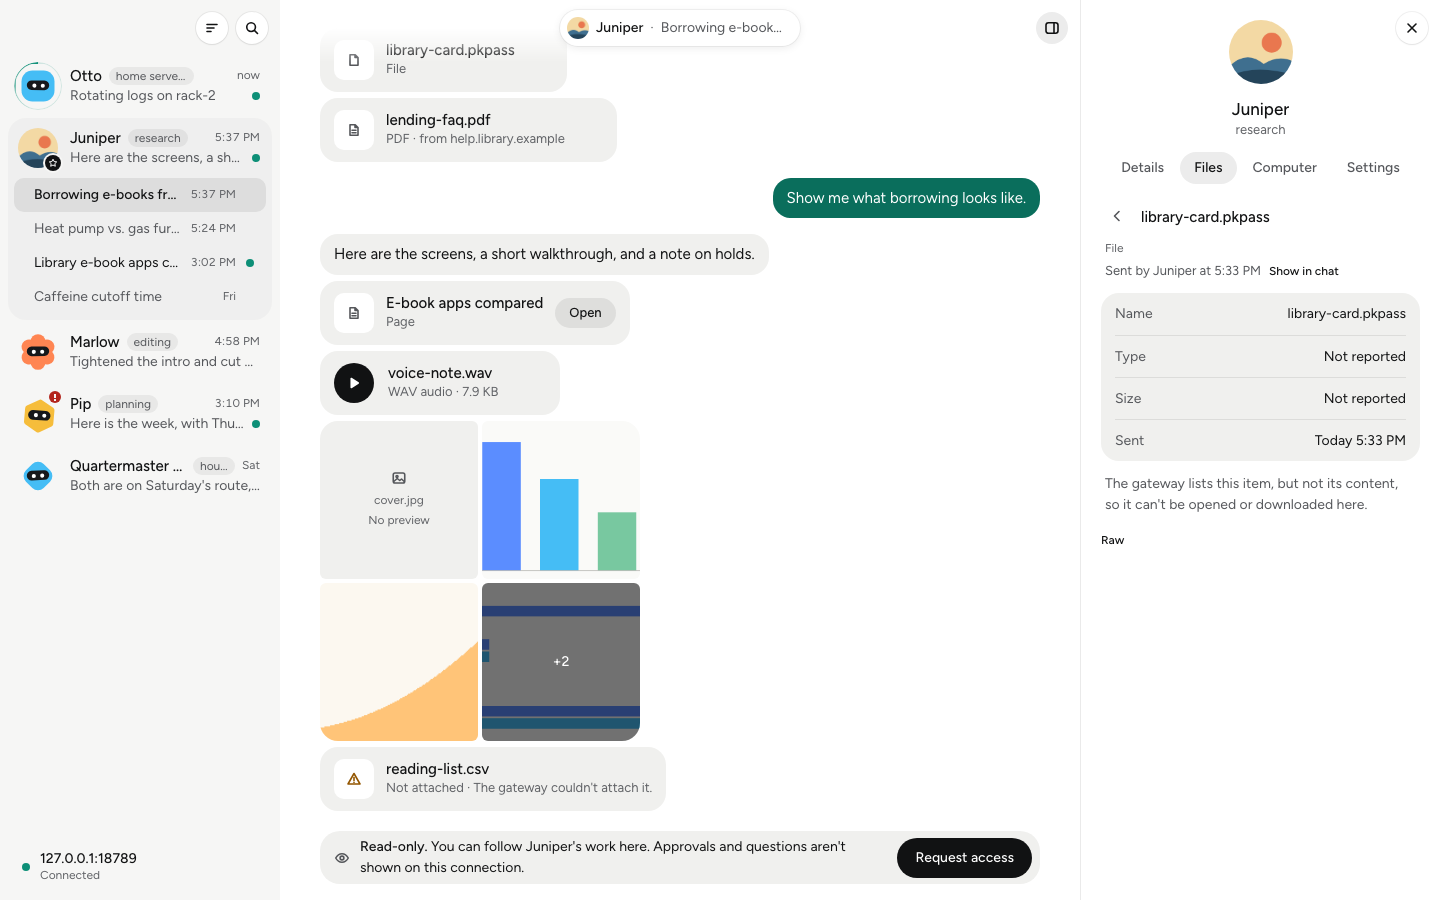 Otto
home serve...
now
Rotating logs on rack-2
Juniper
research
5:37 PM
Here are the screens, a sh...
Borrowing e-books fr...
5:37 PM
Heat pump vs. gas fur...
5:24 PM
Library e-book apps c...
3:02 PM
Caffeine cutoff time
Fri
Marlow
editing
4:58 PM
Tightened the intro and cut ...
Pip
planning
3:10 PM
Here is the week, with Thu...
Quartermaster ...
hou...
Sat
Both are on Saturday's route,...
127.0.0.1:18789
Connected
Juniper · Borrowing e-book...
library-card.pkpass
File
lending-faq.pdf
PDF · from help.library.example
Show me what borrowing looks like.
Here are the screens, a short walkthrough, and a note on holds.
E-book apps compared
Page
Open
voice-note.wav
WAV audio · 7.9 KB
cover.jpg
No preview
+2
reading-list.csv
Not attached · The gateway couldn't attach it.
Read-only. You can follow Juniper's work here. Approvals and questions aren't
shown on this connection.
Request access
Juniper
research
Details
Files
Computer
Settings
library-card.pkpass
File
Sent by Juniper at 5:33 PM
Show in chat
Name
library-card.pkpass
Type
Not reported
Size
Not reported
Sent
Today 5:33 PM
The gateway lists this item, but not its content,
so it can't be opened or downloaded here.
Raw